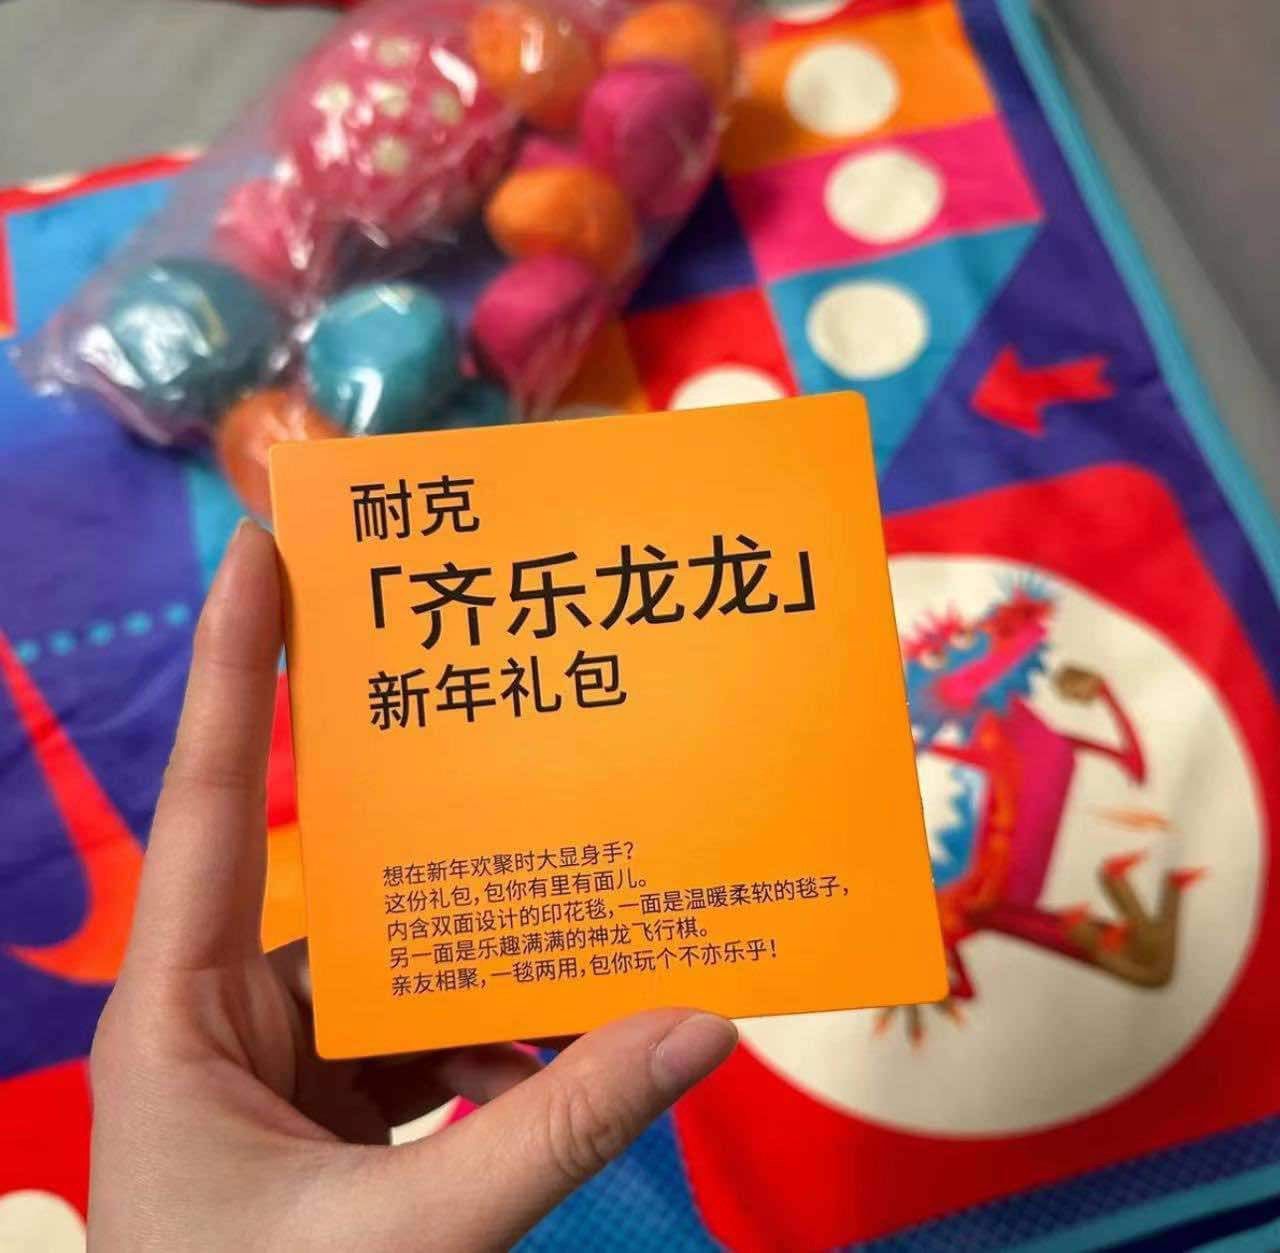 耐克
「齐乐龙龙」
新年礼包
想在新年欢聚时大显身手？
这份礼包，包你有里有面儿。
内含双面设计的印花毯，一面是温暖柔软的毯子，
另一面是乐趣满满的神龙飞行棋。
亲友相聚，一毯两用，包你玩个不亦乐乎！